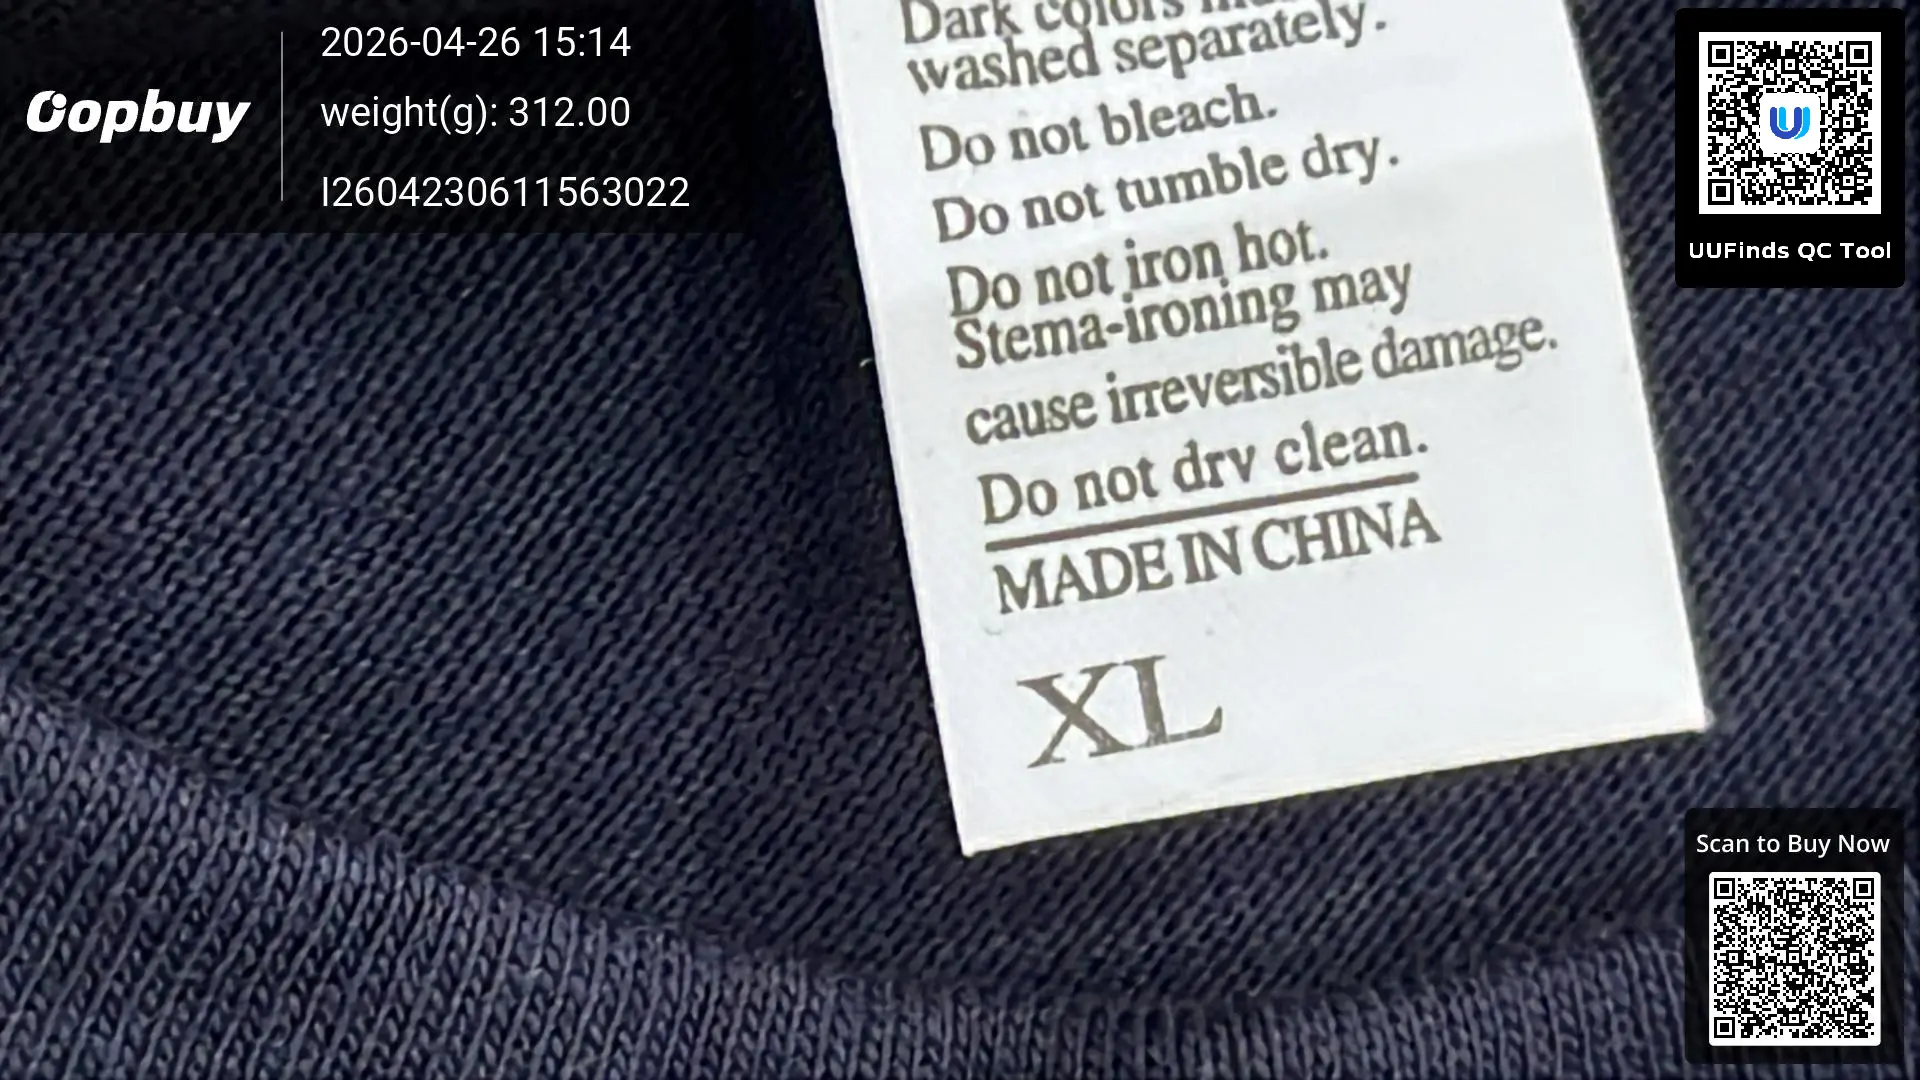 Oopbuy
2026-04-26 15:14
weight(g): 312.00
I2604230611563022
UUFinds QC Tool
Dark colors
washed separately.
Do not bleach.
Do not tumble dry.
Do not iron hot.
Stema-ironing may
cause irreversible damage.
Do not drv clean.
MADE IN CHINA
XL
Scan to Buy Now